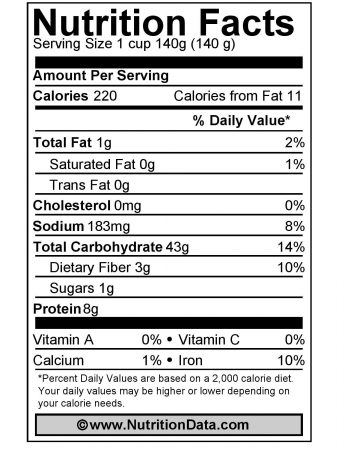 Nutrition Facts
Serving Size 1 cup 140g (140 g)
Amount Per Serving
Calories 220 Calories from Fat 11
% Daily Value*
Total Fat 1g 2%
Saturated Fat 0g 1%
Trans Fat 0g
Cholesterol 0mg 0%
Sodium 183mg 8%
Total Carbohydrate 43g 14%
Dietary Fiber 3g 10%
Sugars 1g
Protein 8g
Vitamin A 0% • Vitamin C 0%
Calcium 1% • Iron 10%
*Percent Daily Values are based on a 2,000 calorie diet.
Your daily values may be higher or lower depending on
your calorie needs.
©www.NutritionData.com